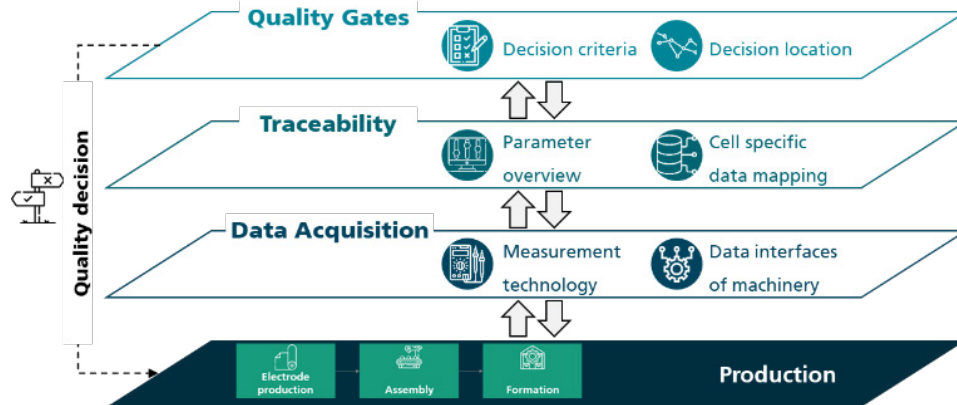 Quality Gates
Decision criteria
Decision location
Traceability
Parameter
overview
Cell specific
data mapping
Quality decision
Data Acquisition
Measurement
technology
Data interfaces
of machinery
Electrode
production
Assembly
Formation
Production